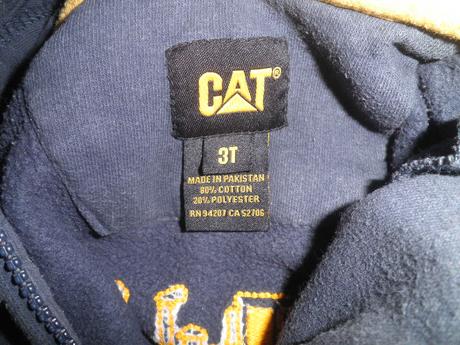 CAT®
3T
MADE IN PAKISTAN
80% COTTON
20% POLYESTER
RN 94207 CA 52706